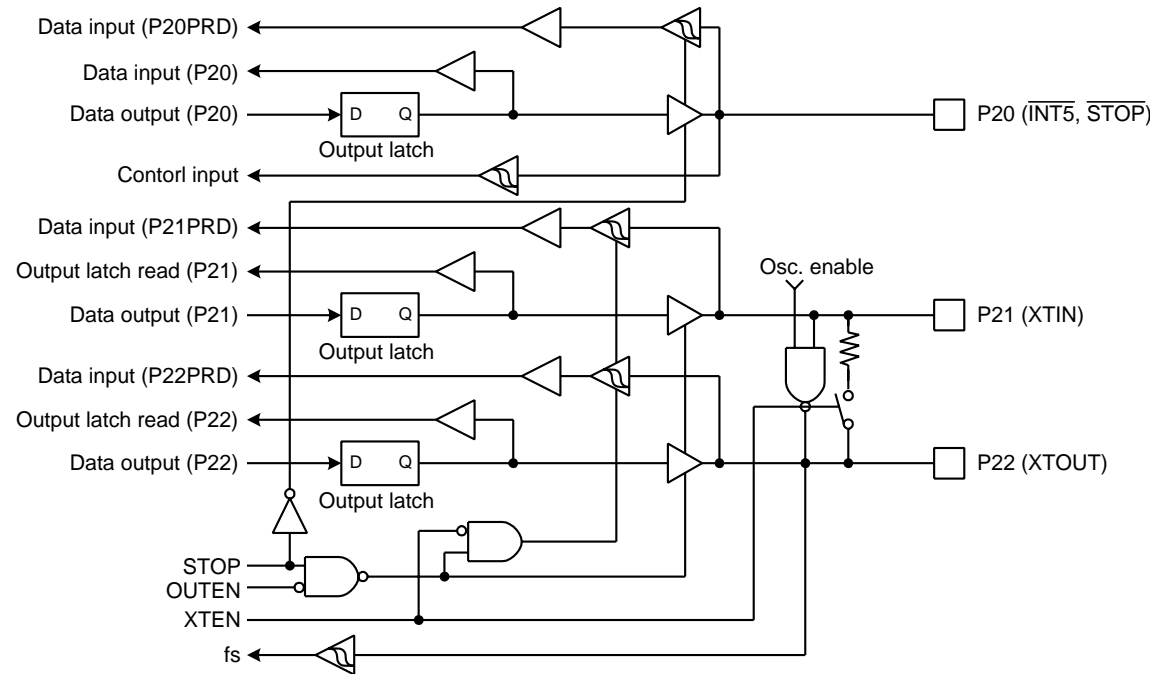 Data input (P20PRD)
Data input (P20)
Data output (P20)
D Q
Output latch
P20 (INT5, STOP)
Contorl input
Data input (P21PRD)
Output latch read (P21)
Osc. enable
Data output (P21)
D Q
Output latch
P21 (XTIN)
Data input (P22PRD)
Output latch read (P22)
Data output (P22)
D Q
Output latch
P22 (XTOUT)
STOP
OUTEN
XTEN
fs